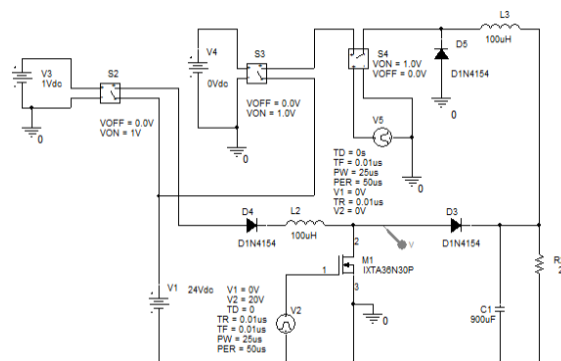 L3
100uH
V4
S3
S4
VON = 1.0V
VOFF = 0.0V
D5
D1N4154
V3
1Vdc
S2
0Vdc
0
VOFF = 0.0V
VON = 1.0V
0
0
VOFF = 0.0V
VON = 1V
0
V5
TD = 0s
TF = 0.01us
PW = 25us
PER = 50us
V1 = 0V
TR = 0.01us
V2 = 0V
0
D4
D1N4154
L2
100uH
V
D3
D1N4154
2
M1
IXTA36N30P
1
3
V1
24Vdc
V1 = 0V
V2 = 20V
TD = 0
TR = 0.01us
TF = 0.01us
PW = 25us
PER = 50us
V2
0
C1
900uF
R
2